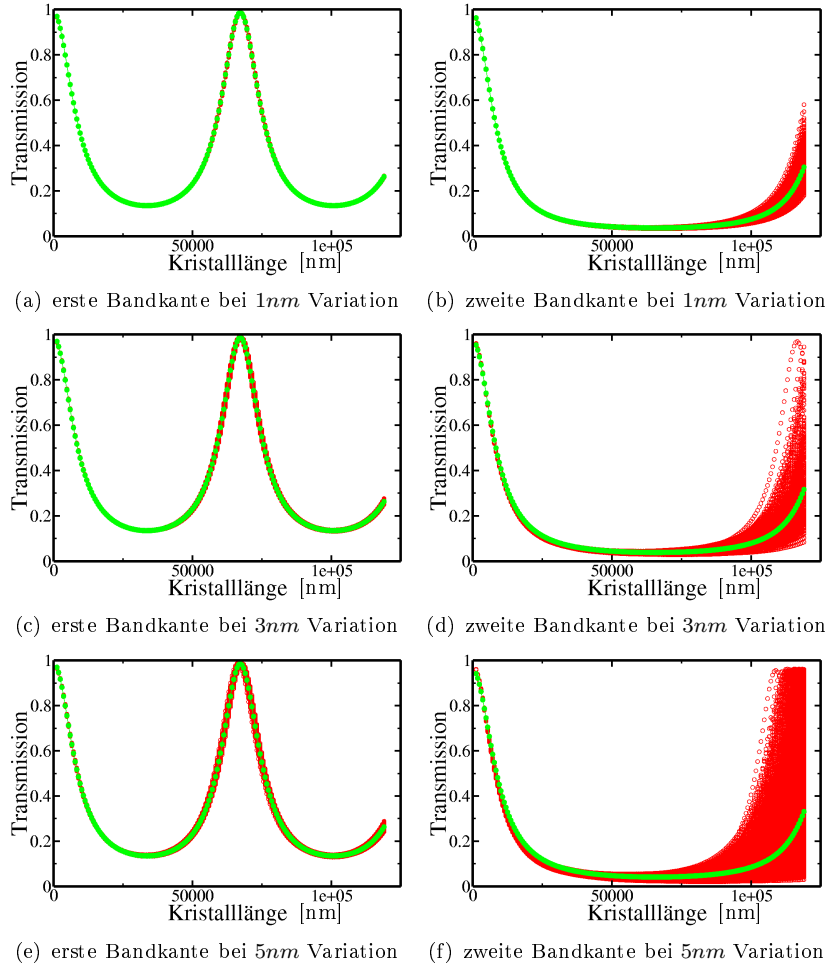 1
0.8
0.6
0.4
0.2
0
Transmission
0 50000 1e+05
Kristalllänge [nm]
(a) erste Bandkante bei 1nm Variation
1
0.8
0.6
0.4
0.2
0
Transmission
0 50000 1e+05
Kristalllänge [nm]
(b) zweite Bandkante bei 1nm Variation
1
0.8
0.6
0.4
0.2
0
Transmission
0 50000 1e+05
Kristalllänge [nm]
(c) erste Bandkante bei 3nm Variation
1
0.8
0.6
0.4
0.2
0
Transmission
0 50000 1e+05
Kristalllänge [nm]
(d) zweite Bandkante bei 3nm Variation
1
0.8
0.6
0.4
0.2
0
Transmission
0 50000 1e+05
Kristalllänge [nm]
(e) erste Bandkante bei 5nm Variation
1
0.8
0.6
0.4
0.2
0
Transmission
0 50000 1e+05
Kristalllänge [nm]
(f) zweite Bandkante bei 5nm Variation